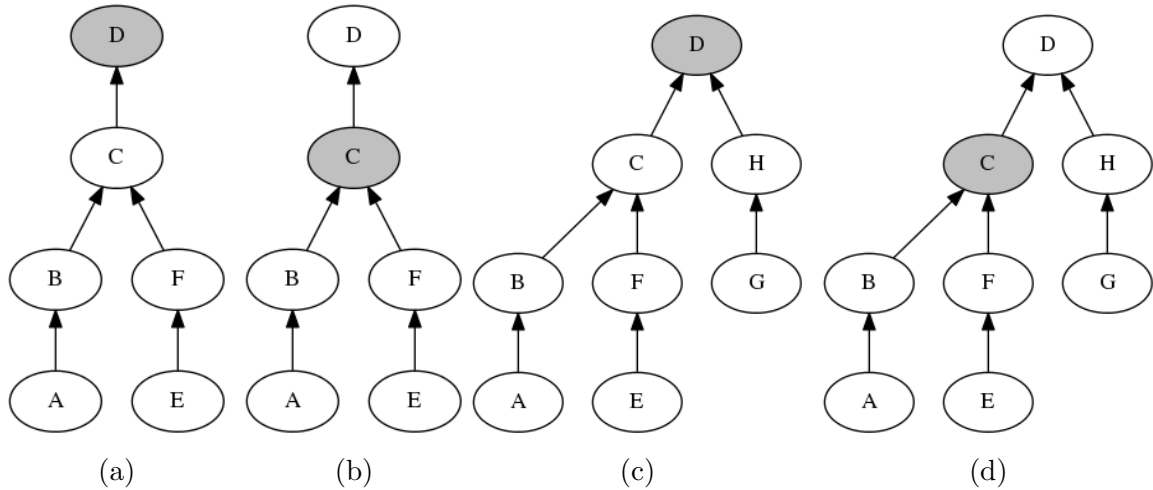 D D D D
C C C H C H
B F B F B F G B F G
A E A E A E A E
(a) (b) (c) (d)